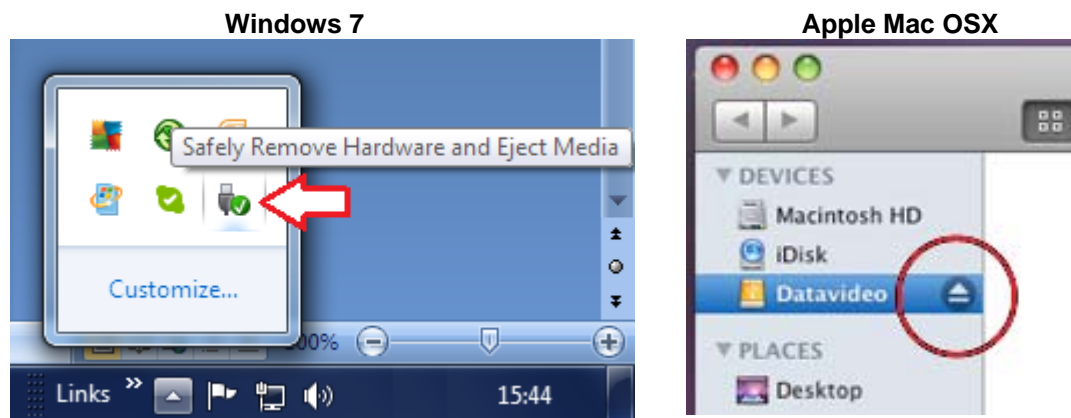 Windows 7
Safely Remove Hardware and Eject Media
Customize...
Links
15:44
Apple Mac OSX
DEVICES
Macintosh HD
iDisk
Datavideo
PLACES
Desktop